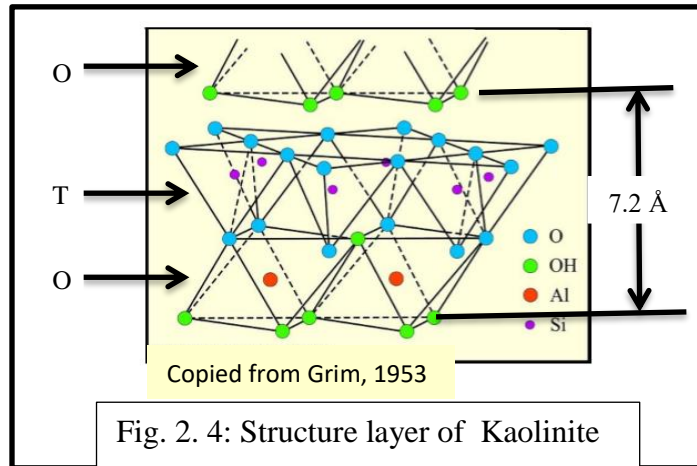 O
T
7.2 Å
O
O
OH
Al
Si
Copied from Grim, 1953
Fig. 2. 4: Structure layer of Kaolinite